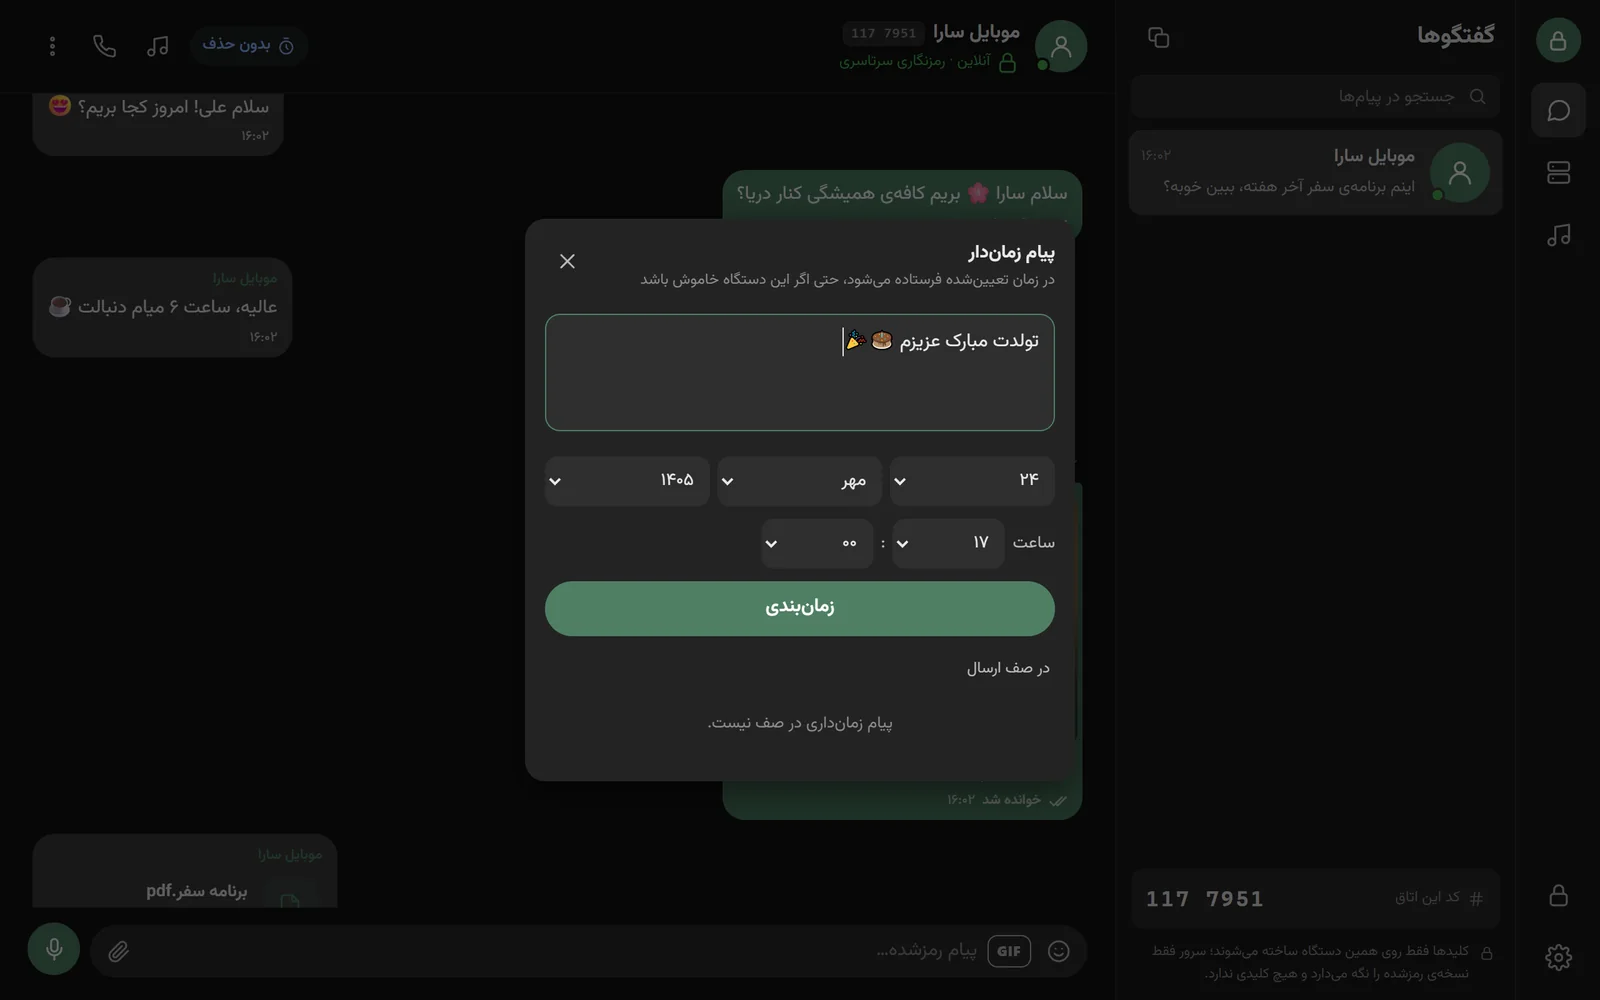 گفتگوها
جستجو در پیام‌ها
موبایل سارا
۱۶:۰۲
اینم برنامه‌ی سفر آخر هفته، ببین خوبه؟
# کد این اتاق
117 7951
کلیدها فقط روی همین دستگاه ساخته می‌شوند؛ سرور فقط
نسخه‌ی رمزشده را نگه می‌دارد و هیچ کلیدی ندارد.
موبایل سارا 117 7951
آنلاین · رمزنگاری سرتاسری
بدون حذف
سلام علی! امروز کجا بریم؟ 😍
۱۶:۰۲
سلام سارا 🌸 بریم کافه‌ی همیشگی کنار دریا؟
موبایل سارا
عالیه، ساعت ۶ میام دنبالت ☕
۱۶:۰۲
پیام زمان‌دار
در زمان تعیین‌شده فرستاده می‌شود، حتی اگر این دستگاه خاموش باشد
تولدت مبارک عزیزم 🎂🎉
۲۴ مهر ۱۴۰۵
ساعت ۱۷ : ۰۰
زمان‌بندی
در صف ارسال
پیام زمان‌داری در صف نیست.
خوانده شد ۱۶:۰۲
موبایل سارا
برنامه سفر.pdf
GIF پیام رمزشده...